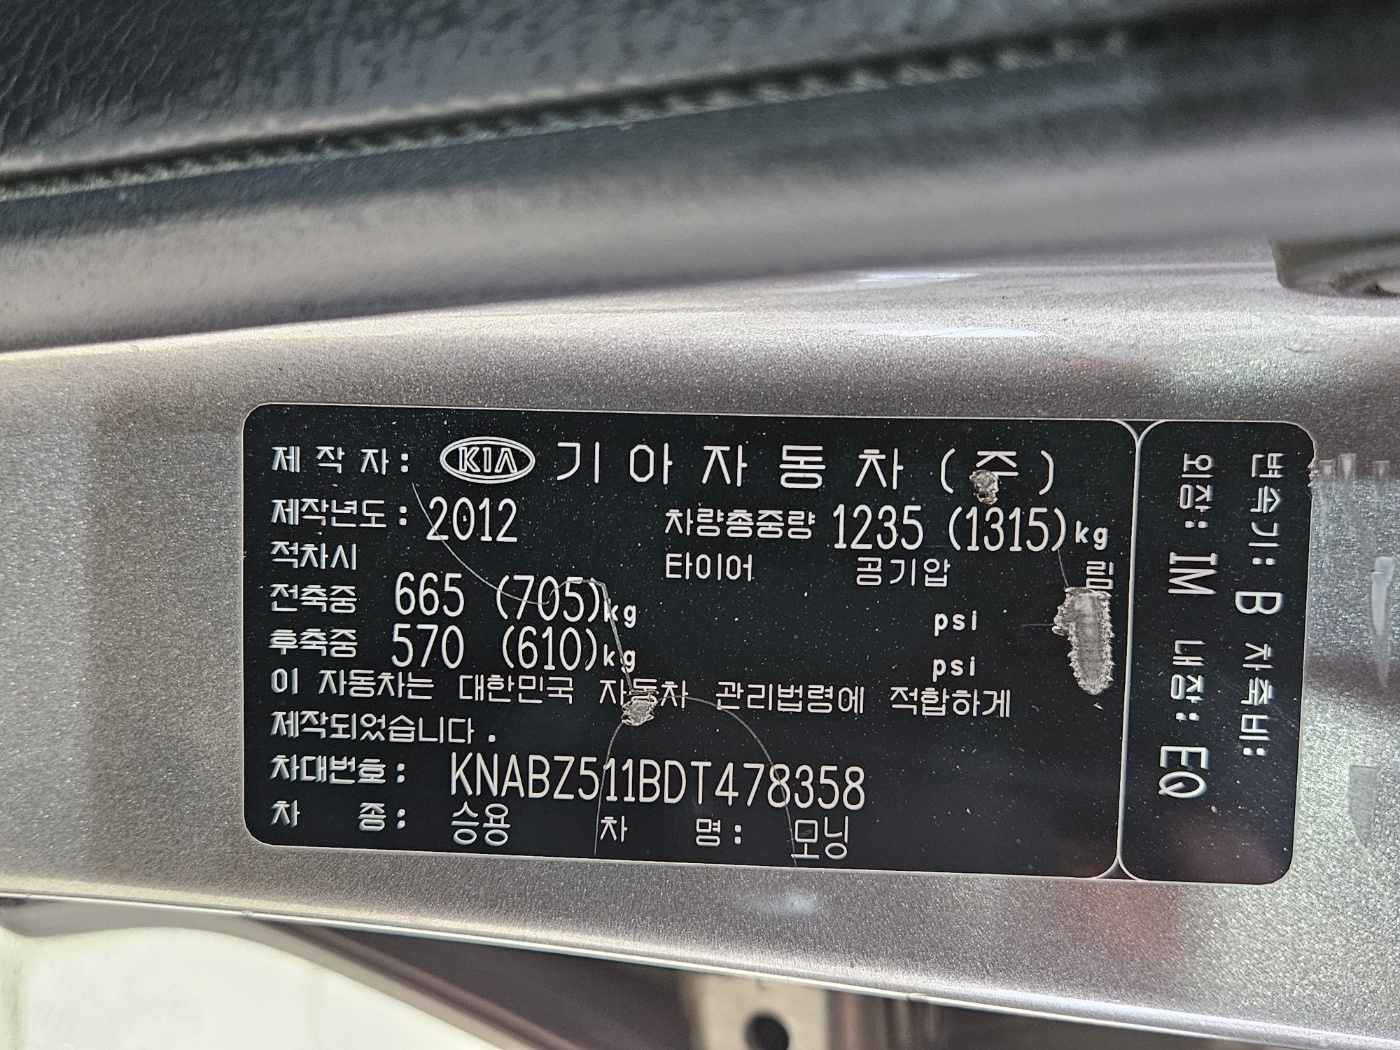 제 작 자 : KIA 기 아 자 동 차 ( 주 )
제작년도 : 2012 차량총중량 1235 (1315)kg
적차시 타이어 공기압 림
전축중 665 (705)kg psi
후축중 570 (610)kg psi
이 자동차는 대한민국 자동차 관리법령에 적합하게
제작되었습니다 .
차대번호 : KNABZ511BDT478358
차 종 : 승용 차 명 : 모닝
변속기: B 차축비:
외장: IM 내장: EQ